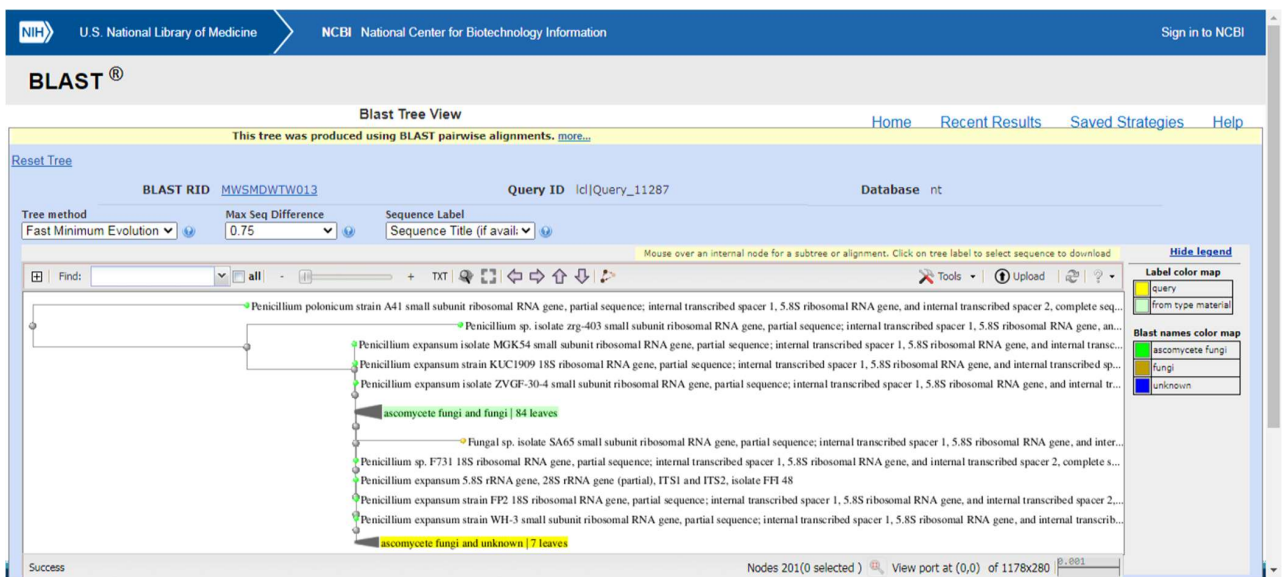 NIH U.S. National Library of Medicine NCBI National Center for Biotechnology Information Sign in to NCBI
BLAST ®
Blast Tree View
Home Recent Results Saved Strategies Help
This tree was produced using BLAST pairwise alignments. more...
Reset Tree
BLAST RID MWSMDWTW013 Query ID lcl|Query_11287 Database nt
Tree method Max Seq Difference Sequence Label
Fast Minimum Evolution 0.75 Sequence Title (if avail:
Mouse over an internal node for a subtree or alignment. Click on tree label to select sequence to download Hide legend
Find: all - + TXT Tools Upload ?
Label color map
query
from type material
Blast names color map
ascomycete fungi
fungi
unknown
Penicillium polonicum strain A41 small subunit ribosomal RNA gene, partial sequence; internal transcribed spacer 1, 5.8S ribosomal RNA gene, and internal transcribed spacer 2, complete seq...
Penicillium sp. isolate zrg-403 small subunit ribosomal RNA gene, partial sequence; internal transcribed spacer 1, 5.8S ribosomal RNA gene, an...
Penicillium expansum isolate MGK54 small subunit ribosomal RNA gene, partial sequence; internal transcribed spacer 1, 5.8S ribosomal RNA gene, and internal transc...
Penicillium expansum strain KUC1909 18S ribosomal RNA gene, partial sequence; internal transcribed spacer 1, 5.8S ribosomal RNA gene, and internal transcribed sp...
Penicillium expansum isolate ZVGF-30-4 small subunit ribosomal RNA gene, partial sequence; internal transcribed spacer 1, 5.8S ribosomal RNA gene, and internal tr...
ascomycete fungi and fungi | 84 leaves
Fungal sp. isolate SA65 small subunit ribosomal RNA gene, partial sequence; internal transcribed spacer 1, 5.8S ribosomal RNA gene, and inter...
Penicillium sp. F731 18S ribosomal RNA gene, partial sequence; internal transcribed spacer 1, 5.8S ribosomal RNA gene, and internal transcribed spacer 2, complete s...
Penicillium expansum 5.8S rRNA gene, 28S rRNA gene (partial), ITS1 and ITS2, isolate FFI 48
Penicillium expansum strain FP2 18S ribosomal RNA gene, partial sequence; internal transcribed spacer 1, 5.8S ribosomal RNA gene, and internal transcribed spacer 2,...
Penicillium expansum strain WH-3 small subunit ribosomal RNA gene, partial sequence; internal transcribed spacer 1, 5.8S ribosomal RNA gene, and internal transcrib...
ascomycete fungi and unknown | 7 leaves
Success Nodes 201(0 selected ) View port at (0,0) of 1178x280 0.001